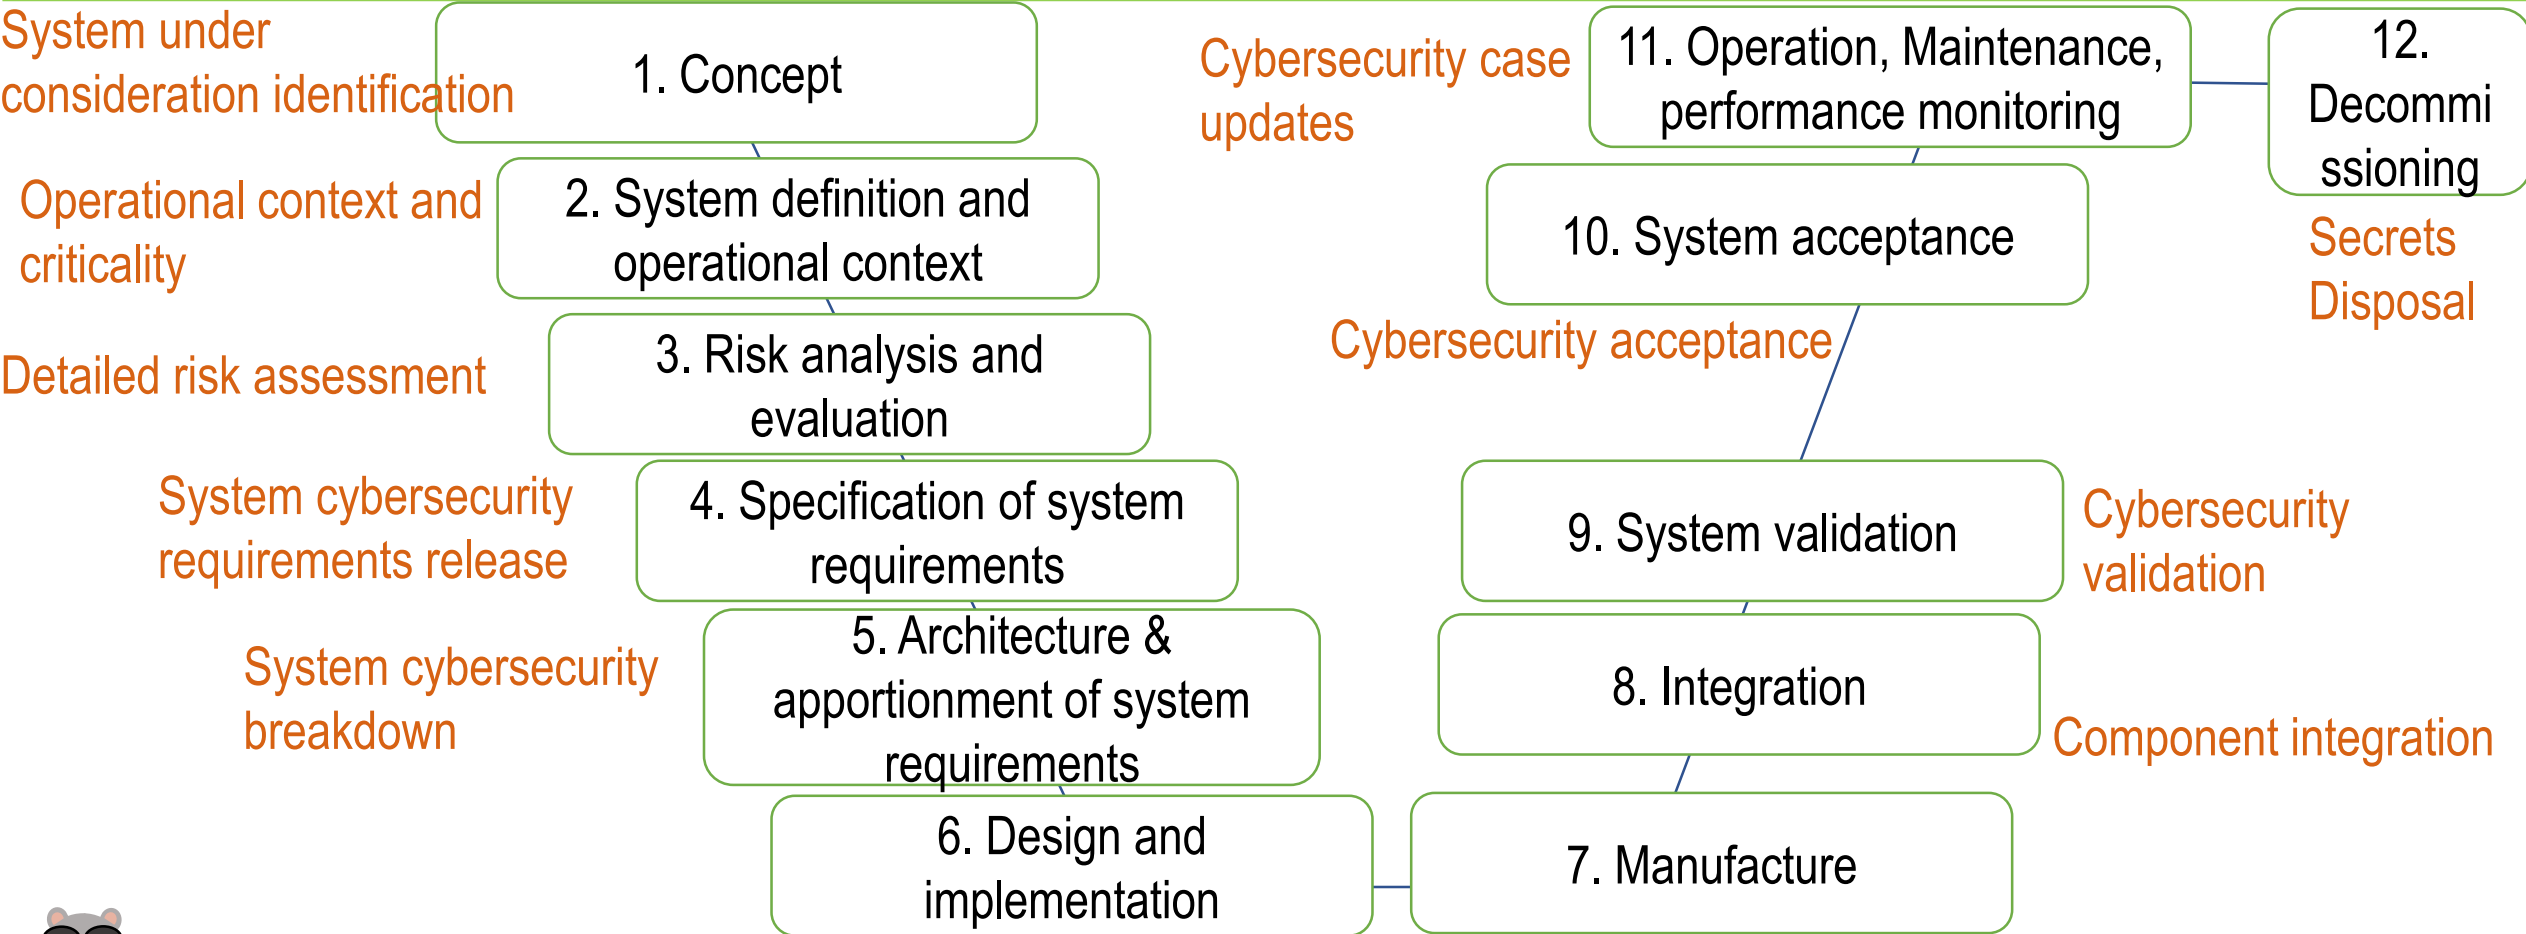 System under
consideration identification
1. Concept
Operational context and
criticality
2. System definition and
operational context
Detailed risk assessment
3. Risk analysis and
evaluation
System cybersecurity
requirements release
4. Specification of system
requirements
System cybersecurity
breakdown
5. Architecture &
apportionment of system
requirements
6. Design and
implementation
7. Manufacture
8. Integration
Component integration
9. System validation
Cybersecurity
validation
Cybersecurity acceptance
10. System acceptance
Cybersecurity case
updates
11. Operation, Maintenance,
performance monitoring
12.
Decommi
ssioning
Secrets
Disposal